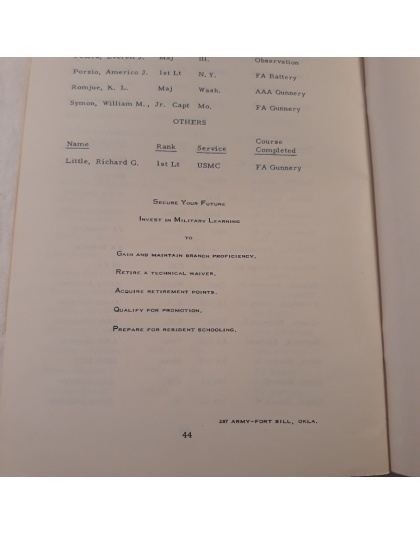 Maj Ill. Observation
Porzio, Americo J. 1st Lt N. Y. FA Battery
Romjue, K. L. Maj Wash. AAA Gunnery
Symon, William M., Jr. Capt Mo. FA Gunnery
OTHERS
Name Rank Service Course Completed
Little, Richard G. 1st Lt USMC FA Gunnery
SECURE YOUR FUTURE
INVEST IN MILITARY LEARNING
TO
GAIN AND MAINTAIN BRANCH PROFICIENCY.
RETIRE A TECHNICAL WAIVER.
ACQUIRE RETIREMENT POINTS.
QUALIFY FOR PROMOTION.
PREPARE FOR RESIDENT SCHOOLING.
287 ARMY-FORT SILL, OKLA.
44